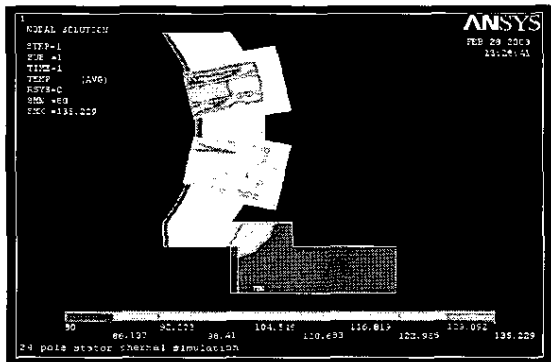 1
NODAL SOLUTION
STEP=1
SUB =1
TIME=1
TEMP (AVG)
RSYS=0
SMN =80
SMX =135.229
ANSYS
FEB 28 2003
80 92.273 104.546 116.819 129.092
86.137 98.41 110.683 122.955 135.229
24 pole stator thermal simulation